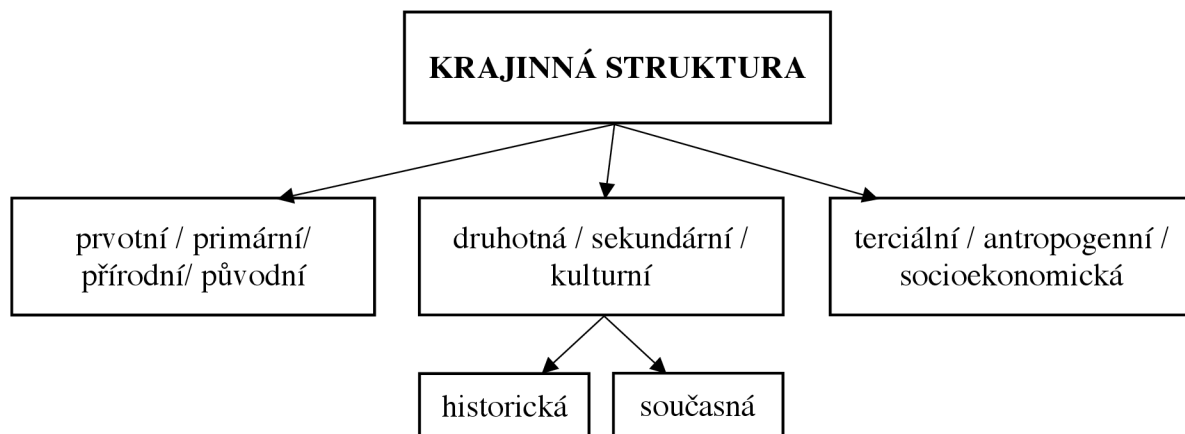 KRAJINNÁ STRUKTURA
prvotní / primární/
přírodní/ původní
druhotná / sekundární /
kulturní
terciální / antropogenní /
socioekonomická
historická
současná